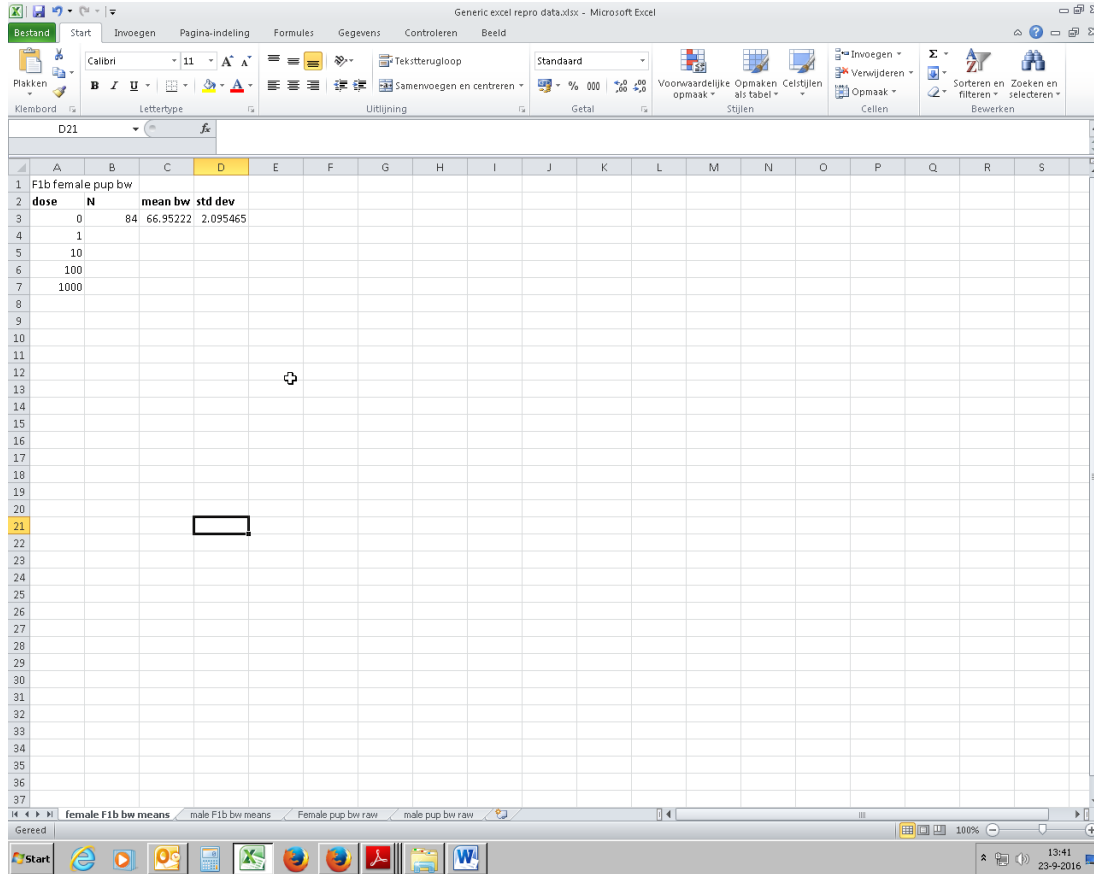 Generic excel repro data.xlsx - Microsoft Excel
Bestand Start Invoegen Pagina-indeling Formules Gegevens Controleren Beeld
Plakken
Klembord
Calibri 11
B I U
Lettertype
Tekstterugloop
Samenvoegen en centreren
Uitlijning
Standaard
% 000
Getal
Voorwaardelijke opmaak
Opmaken als tabel
Celstijlen
Stijlen
Invoegen
Verwijderen
Opmaak
Cellen
Σ
Sorteren en filteren
Zoeken en selecteren
Bewerken
D21 fx
A B C D E F G H I J K L M N O P Q R S
1 F1b female pup bw
2 dose N mean bw std dev
3 0 84 66.95222 2.095465
4 1
5 10
6 100
7 1000
8
9
10
11
12
13
14
15
16
17
18
19
20
21
22
23
24
25
26
27
28
29
30
31
32
33
34
35
36
37
female F1b bw means male F1b bw means Female pup bw raw male pup bw raw
Gereed 100%
Start 13:41
23-9-2016